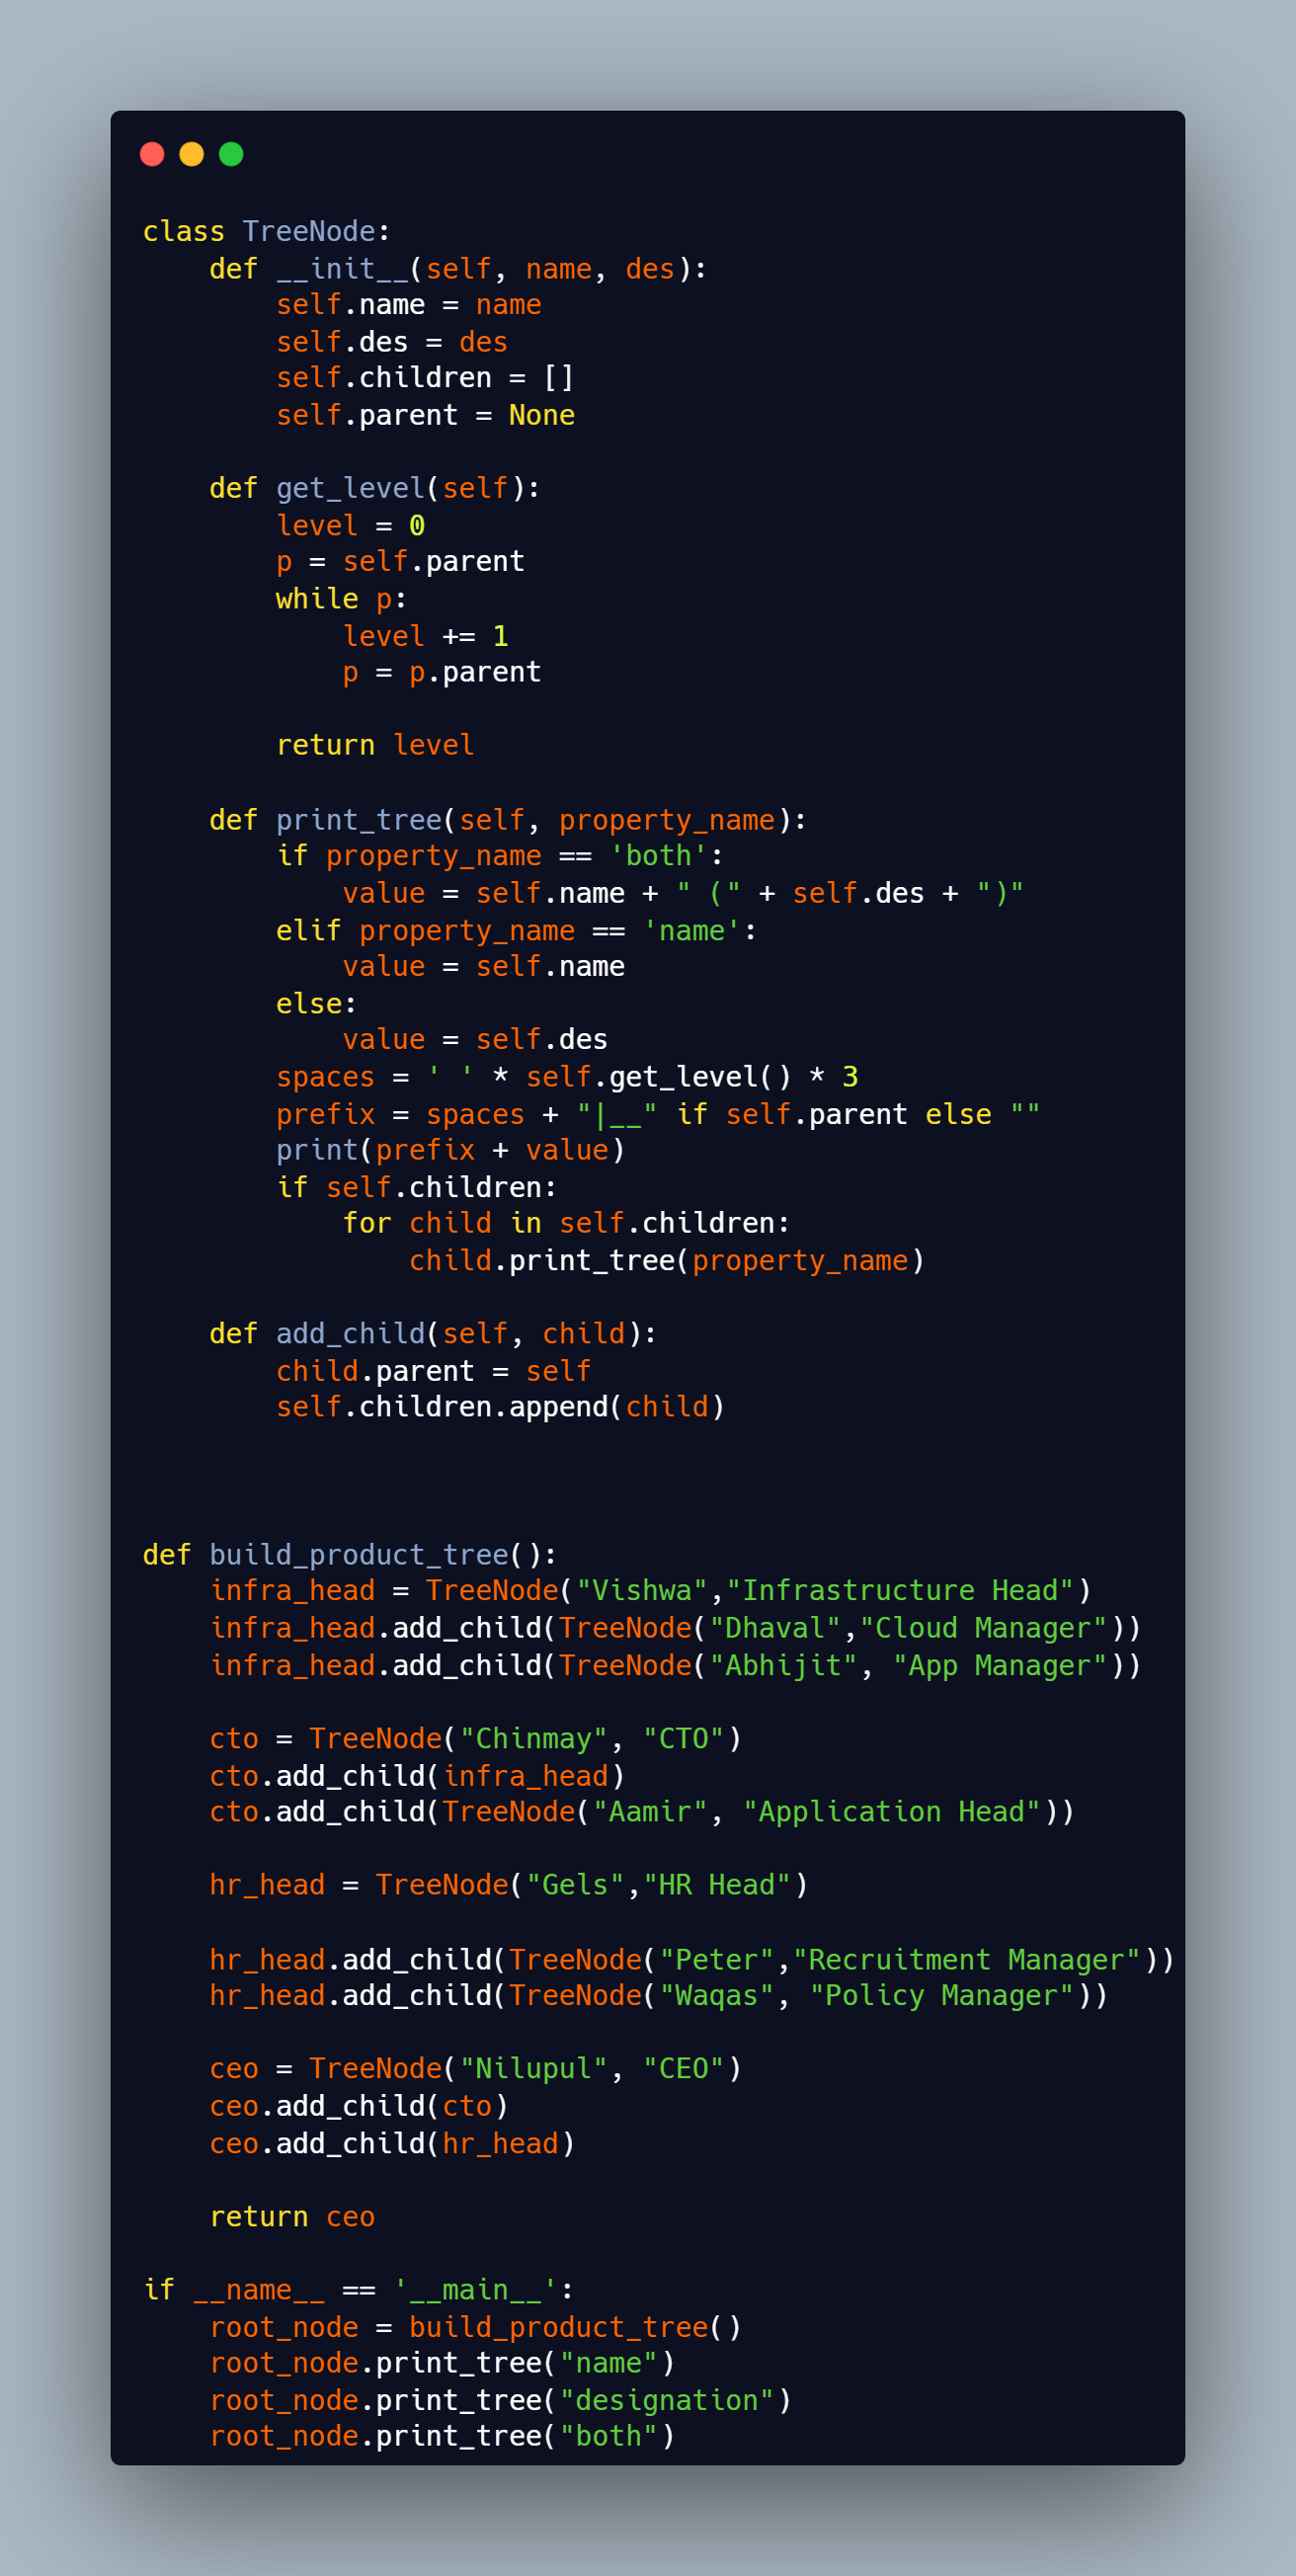 class TreeNode:
    def __init__(self, name, des):
        self.name = name
        self.des = des
        self.children = []
        self.parent = None

    def get_level(self):
        level = 0
        p = self.parent
        while p:
            level += 1
            p = p.parent

        return level

    def print_tree(self, property_name):
        if property_name == 'both':
            value = self.name + " (" + self.des + ")"
        elif property_name == 'name':
            value = self.name
        else:
            value = self.des
        spaces = ' ' * self.get_level() * 3
        prefix = spaces + "|__" if self.parent else ""
        print(prefix + value)
        if self.children:
            for child in self.children:
                child.print_tree(property_name)

    def add_child(self, child):
        child.parent = self
        self.children.append(child)

def build_product_tree():
    infra_head = TreeNode("Vishwa","Infrastructure Head")
    infra_head.add_child(TreeNode("Dhaval","Cloud Manager"))
    infra_head.add_child(TreeNode("Abhijit", "App Manager"))

    cto = TreeNode("Chinmay", "CTO")
    cto.add_child(infra_head)
    cto.add_child(TreeNode("Aamir", "Application Head"))

    hr_head = TreeNode("Gels","HR Head")

    hr_head.add_child(TreeNode("Peter","Recruitment Manager"))
    hr_head.add_child(TreeNode("Waqas", "Policy Manager"))

    ceo = TreeNode("Nilupul", "CEO")
    ceo.add_child(cto)
    ceo.add_child(hr_head)

    return ceo

if __name__ == '__main__':
    root_node = build_product_tree()
    root_node.print_tree("name")
    root_node.print_tree("designation")
    root_node.print_tree("both")